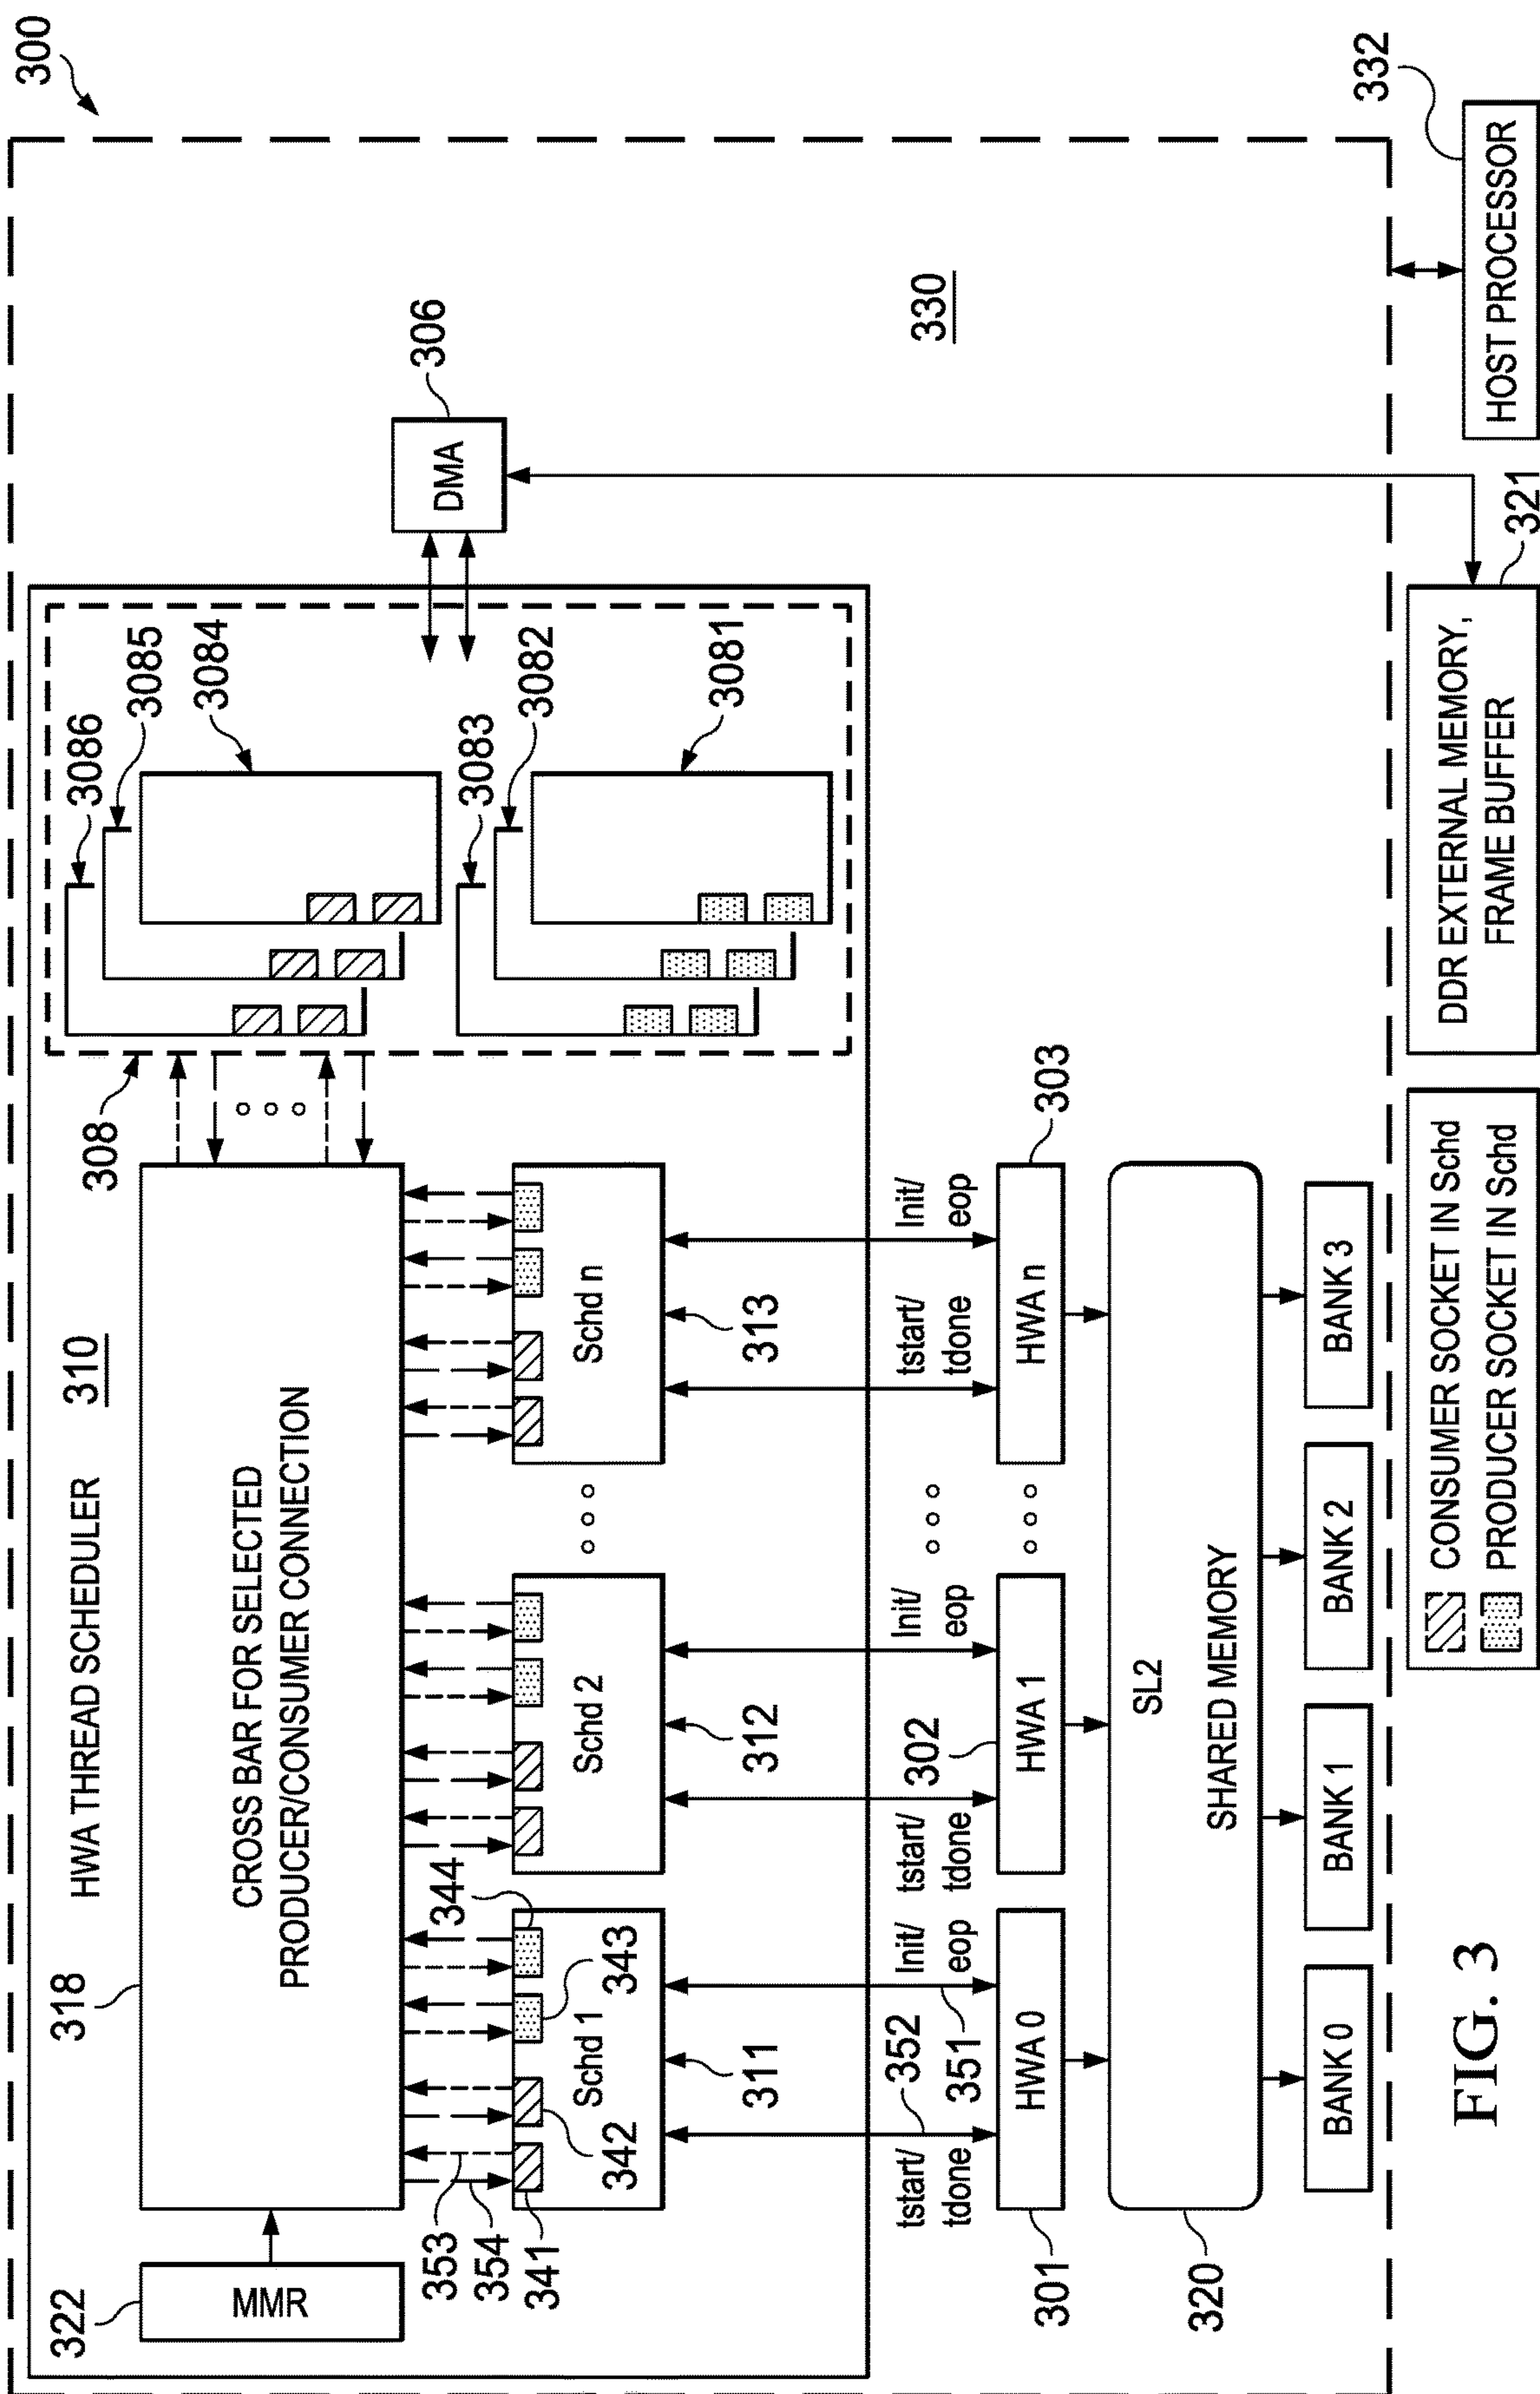 300
HWA THREAD SCHEDULER
310
318
322
MMR
CROSS BAR FOR SELECTED
PRODUCER/CONSUMER CONNECTION
308
3086
3085
3084
3083
3082
3081
306
DMA
330
353
354
341
342
343
344
Schd 1
311
Schd 2
312
Schd n
313
tstart/
tdone
352
351
Init/
eop
tstart/
tdone
Init/
eop
tstart/
tdone
Init/
eop
301
HWA 0
302
HWA 1
303
HWA n
320
SL2
SHARED MEMORY
BANK 0
BANK 1
BANK 2
BANK 3
CONSUMER SOCKET IN Schd
PRODUCER SOCKET IN Schd
DDR EXTERNAL MEMORY,
FRAME BUFFER
321
HOST PROCESSOR
332
FIG. 3